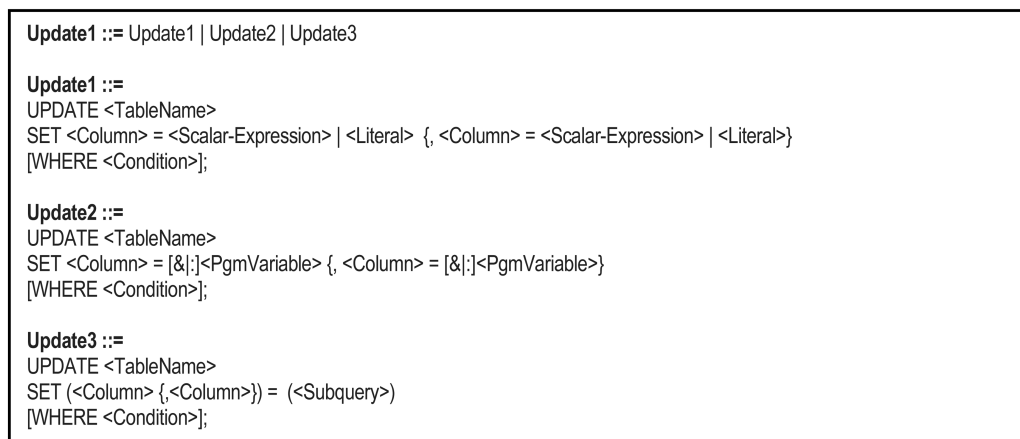 Update1 ::= Update1 | Update2 | Update3
Update1 ::=
UPDATE <TableName>
SET <Column> = <Scalar-Expression> | <Literal> {, <Column> = <Scalar-Expression> | <Literal>}
[WHERE <Condition>];
Update2 ::=
UPDATE <TableName>
SET <Column> = [&|:]<PgmVariable> {, <Column> = [&|:]<PgmVariable>}
[WHERE <Condition>];
Update3 ::=
UPDATE <TableName>
SET (<Column> {,<Column>}) = (<Subquery>)
[WHERE <Condition>];